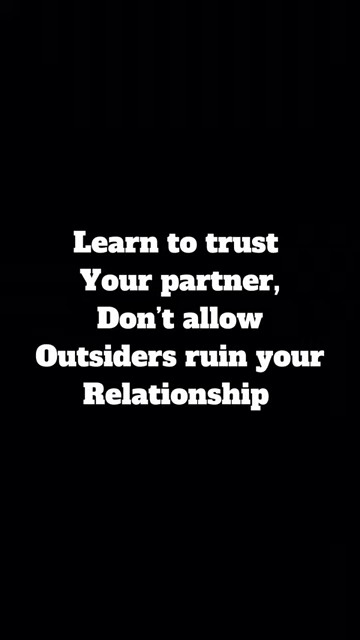 Learn to trust
Your partner,
Don’t allow
Outsiders ruin your
Relationship